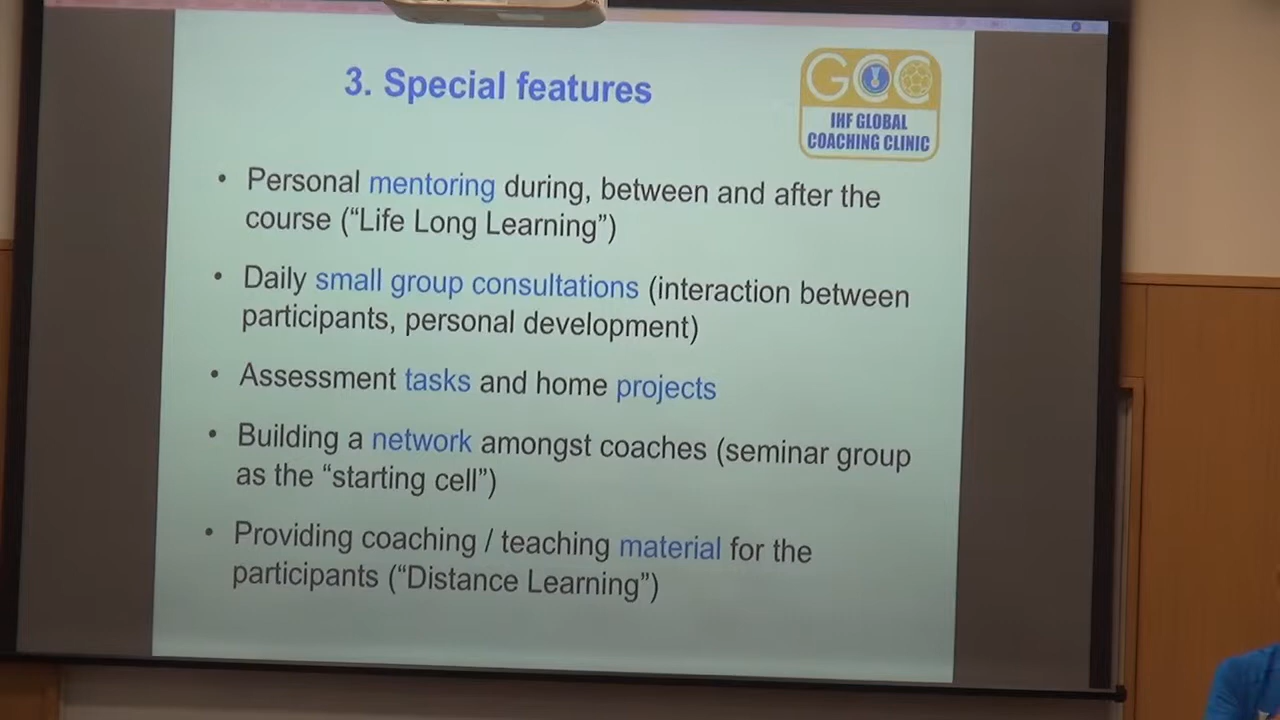 3. Special features
GCC
IHF GLOBAL
COACHING CLINIC
• Personal mentoring during, between and after the
course (“Life Long Learning”)
• Daily small group consultations (interaction between
participants, personal development)
• Assessment tasks and home projects
• Building a network amongst coaches (seminar group
as the “starting cell”)
• Providing coaching / teaching material for the
participants (“Distance Learning”)